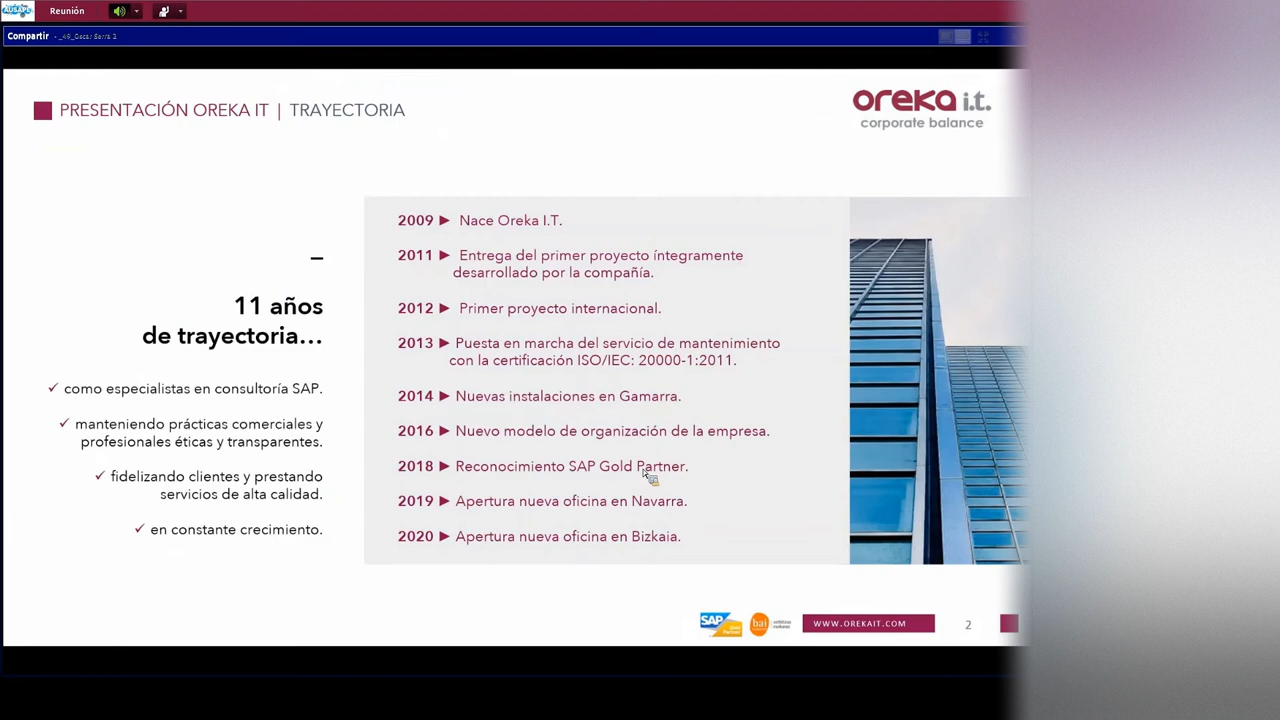 Reunión
Compartir - _49_Oscar Serra 2
PRESENTACIÓN OREKA IT | TRAYECTORIA
oreka i.t.
corporate balance
–
11 años
de trayectoria...
✓ como especialistas en consultoría SAP.
✓ manteniendo prácticas comerciales y
profesionales éticas y transparentes.
✓ fidelizando clientes y prestando
servicios de alta calidad.
✓ en constante crecimiento.
2009 ► Nace Oreka I.T.
2011 ► Entrega del primer proyecto íntegramente
desarrollado por la compañía.
2012 ► Primer proyecto internacional.
2013 ► Puesta en marcha del servicio de mantenimiento
con la certificación ISO/IEC: 20000-1:2011.
2014 ► Nuevas instalaciones en Gamarra.
2016 ► Nuevo modelo de organización de la empresa.
2018 ► Reconocimiento SAP Gold Partner.
2019 ► Apertura nueva oficina en Navarra.
2020 ► Apertura nueva oficina en Bizkaia.
SAP
bai
WWW.OREKAIT.COM
2